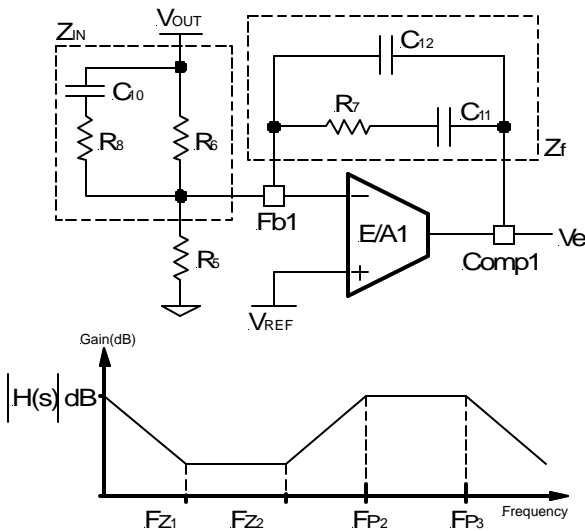 VOUT
ZIN
C12
C10
R7
C11
R8
R6
Zf
Fb1
E/A1
Ve
R5
Comp1
VREF
Gain(dB)
|H(s)| dB
FZ1
FZ2
FP2
FP3
Frequency